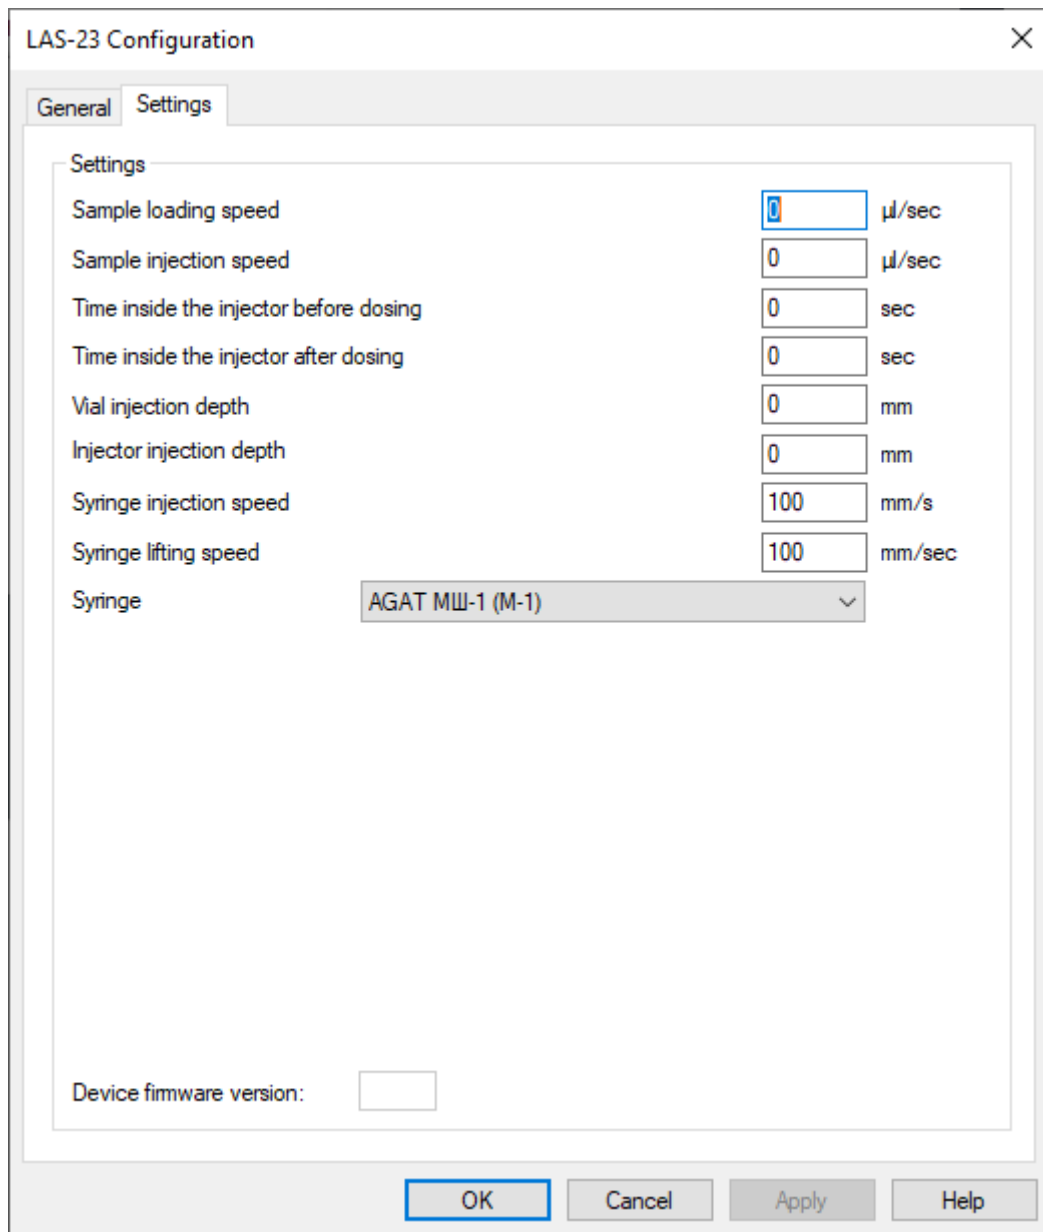 LAS-23 Configuration
General Settings
Settings
Sample loading speed 0 µl/sec
Sample injection speed 0 µl/sec
Time inside the injector before dosing 0 sec
Time inside the injector after dosing 0 sec
Vial injection depth 0 mm
Injector injection depth 0 mm
Syringe injection speed 100 mm/s
Syringe lifting speed 100 mm/sec
Syringe AGAT МШ-1 (M-1)
Device firmware version:
OK Cancel Apply Help